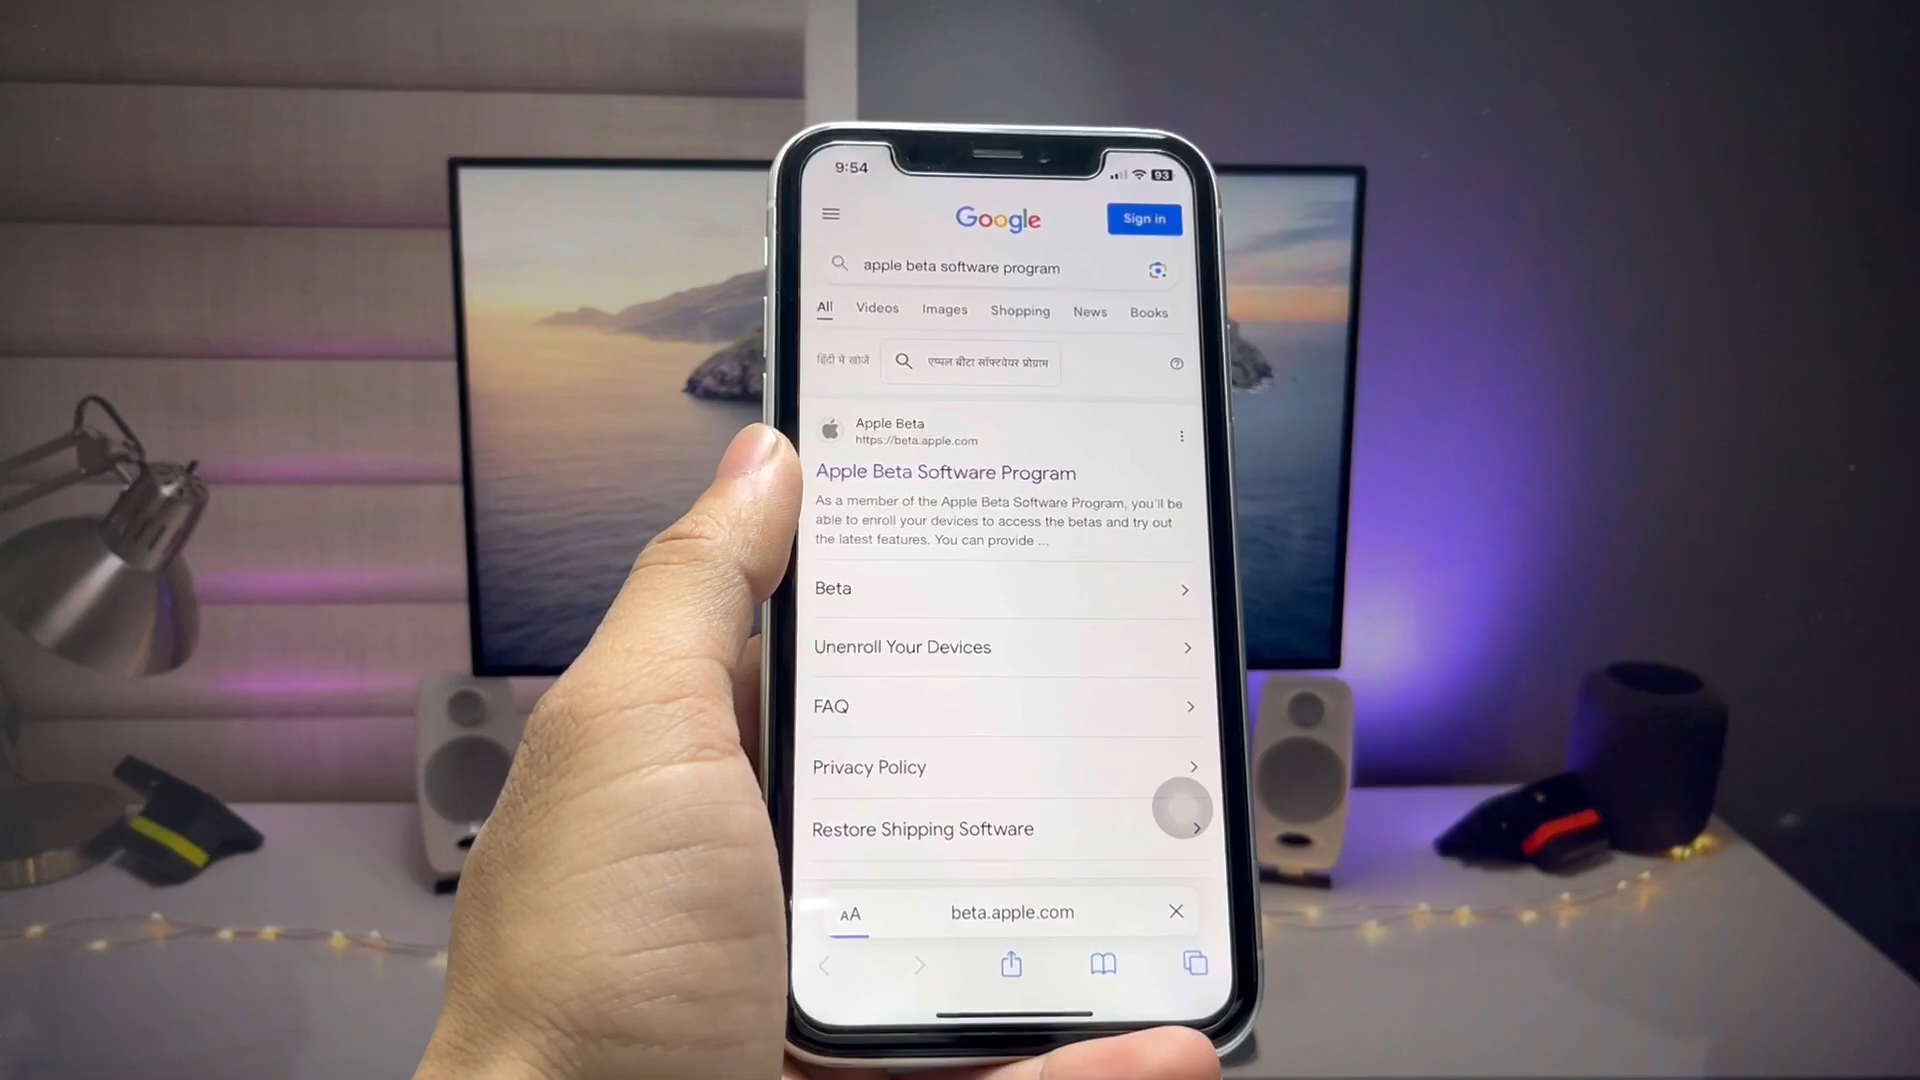 9:54
93
Google
Sign in
apple beta software program
All Videos Images Shopping News Books
हिंदी में खोजें
एप्पल बीटा सॉफ्टवेयर प्रोग्राम
Apple Beta
https://beta.apple.com
Apple Beta Software Program
As a member of the Apple Beta Software Program, you'll be
able to enroll your devices to access the betas and try out
the latest features. You can provide ...
Beta
Unenroll Your Devices
FAQ
Privacy Policy
Restore Shipping Software
AA beta.apple.com